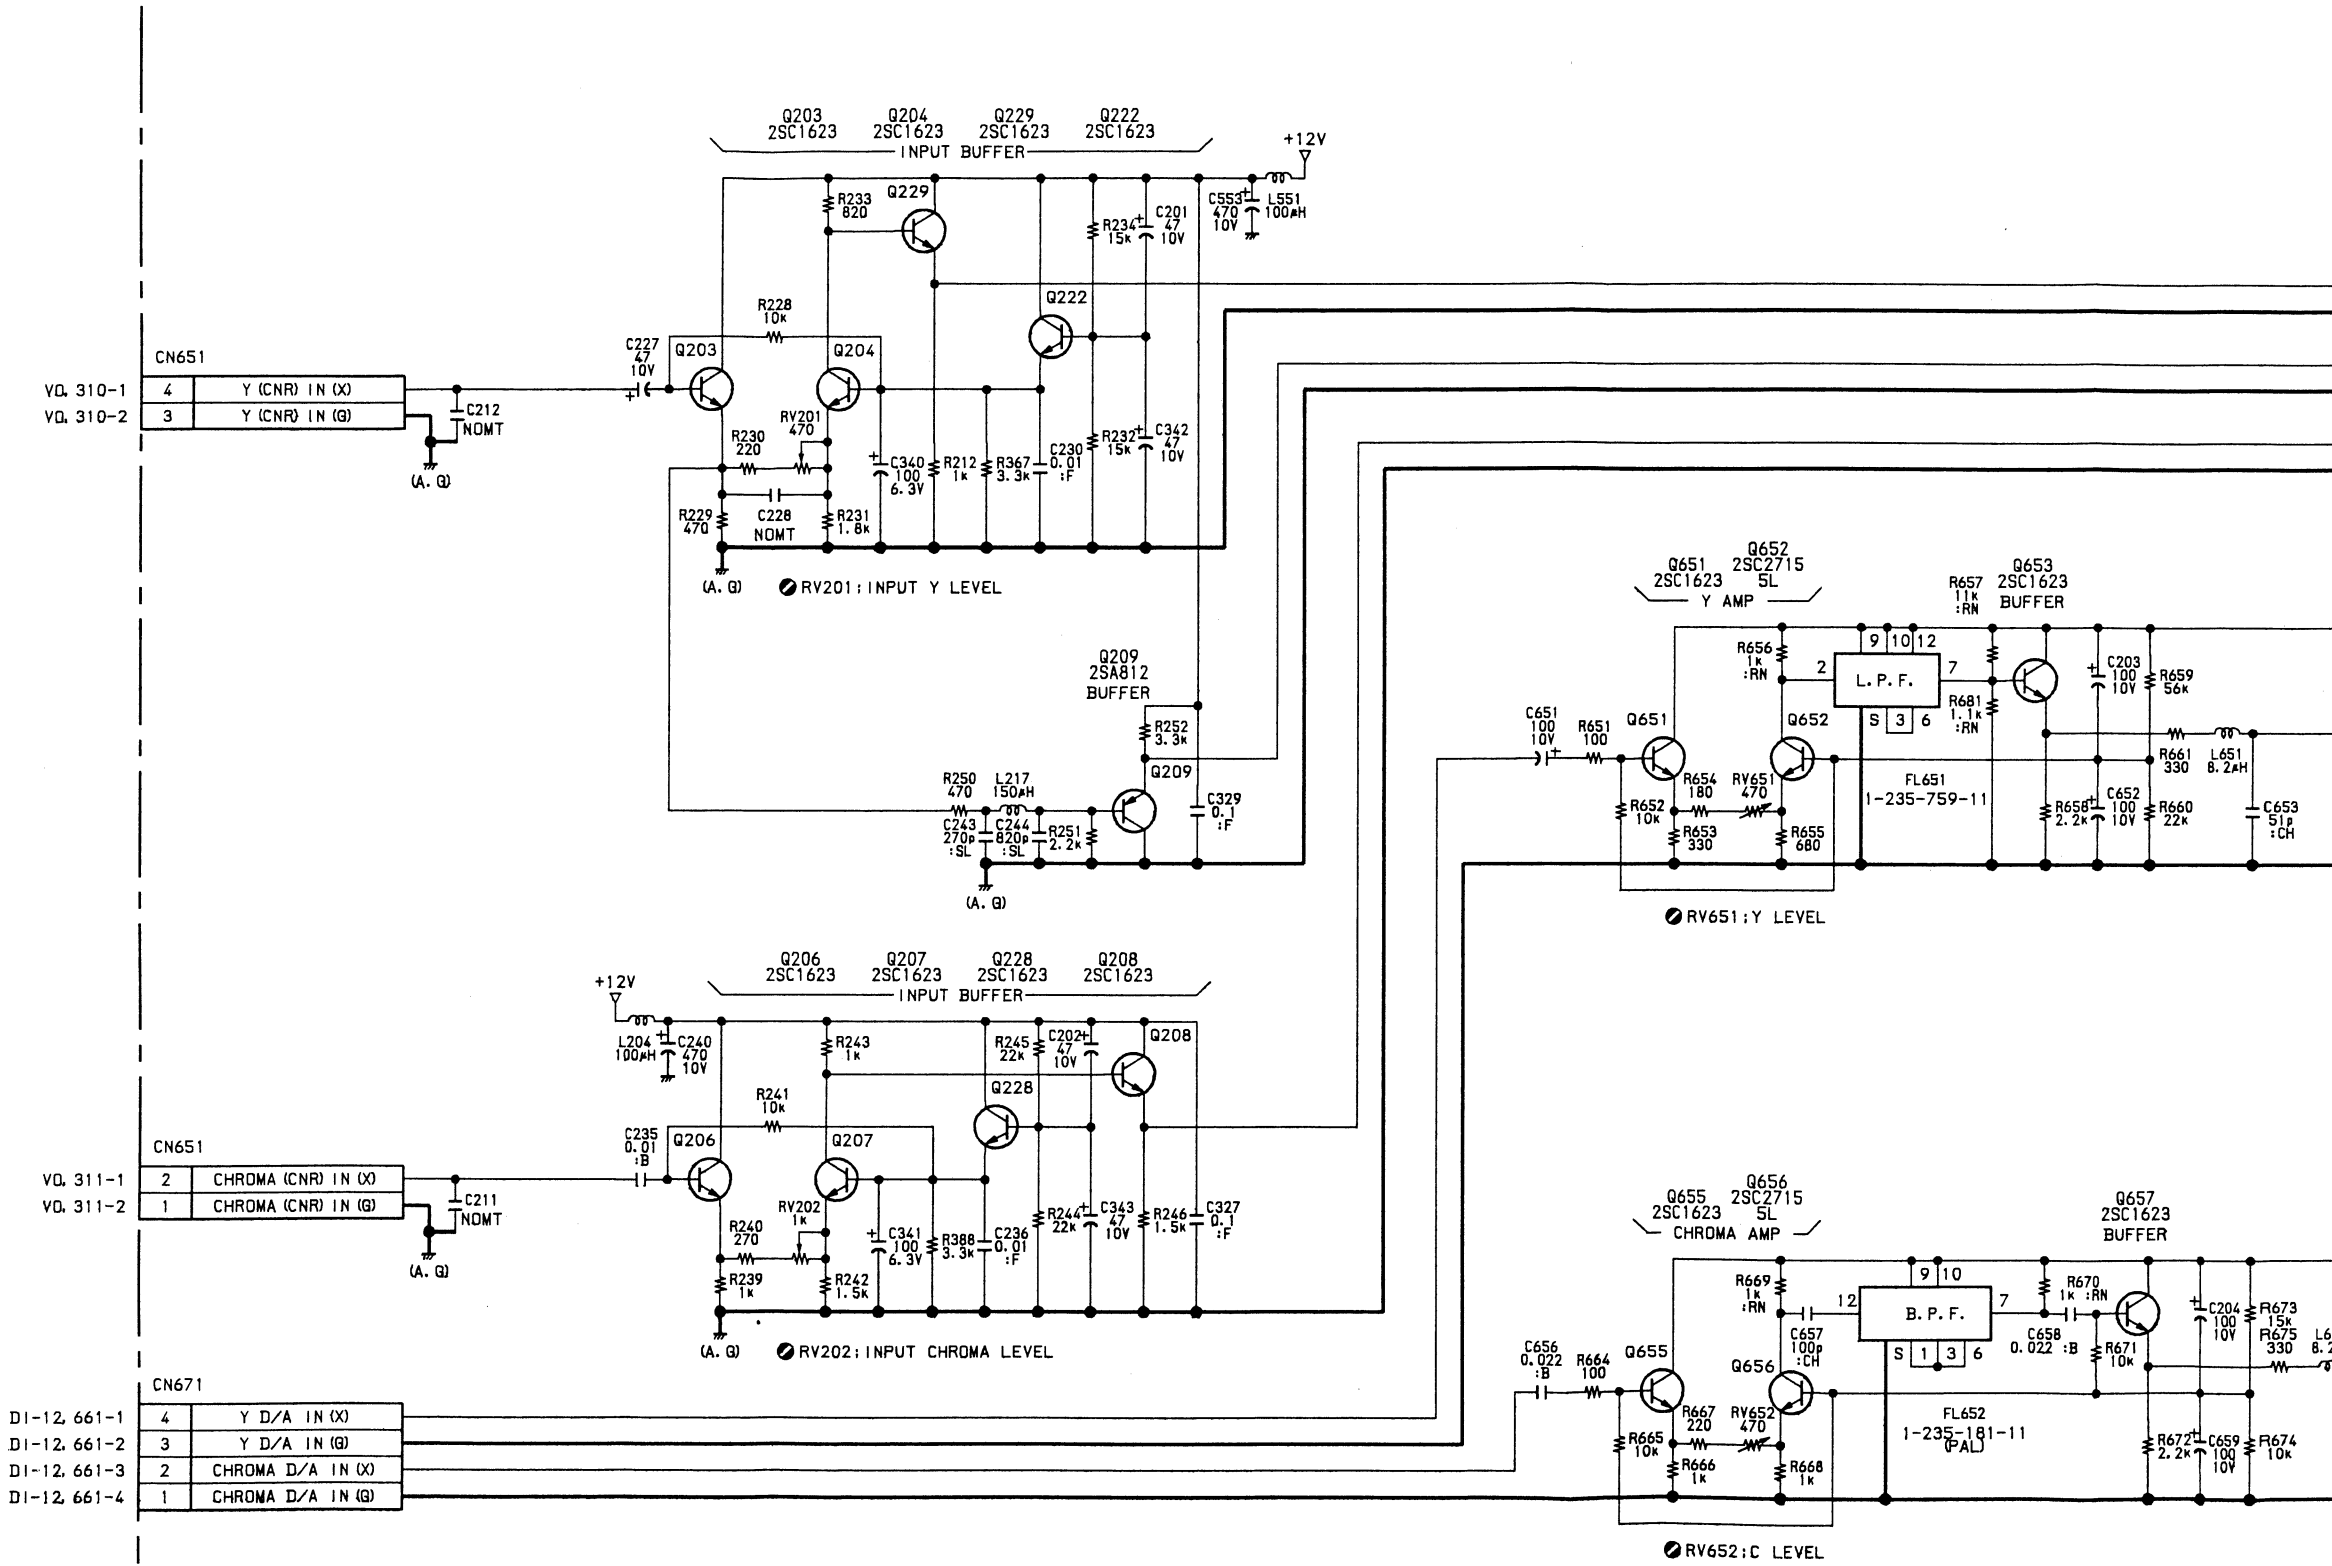 Q203 Q204 Q229 Q222
2SC1623 2SC1623 2SC1623 2SC1623
INPUT BUFFER
+12V
R233
820
Q229
R234
15k
C201
47
10V
C553
470
10V
L551
100µH
Q222
R228
10k
C227
47
10V
Q203
Q204
CN651
VO. 310-1 4 Y (CNR) IN (X)
VO. 310-2 3 Y (CNR) IN (G)
C212
NOMT
(A. G)
RV201
470
R230
220
C340
100
6.3V
R212
1k
R367
3.3k
C230
0.01
:F
R232
15k
C342
47
10V
R229
470
C228
NOMT
R231
1.8k
(A. G)
RV201; INPUT Y LEVEL
Q209
2SA812
BUFFER
R252
3.3k
Q209
R250
470
L217
150µH
C243
270p
:SL
C244
820p
:SL
R251
2.2k
C329
0.1
:F
(A. G)
Q651 Q652
2SC1623 2SC2715
5L
Y AMP
R657
11k
:RN
Q653
2SC1623
BUFFER
R656
1k
:RN
9 10 12
2 L. P. F. 7
S 3 6
R681
1.1k
:RN
C203
100
10V
R659
56k
C651
100
10V
R651
100
Q651
Q652
R661
330
L651
8.2µH
FL651
1-235-759-11
R654
180
RV651
470
R652
10k
R653
330
R655
680
R658
2.2k
C652
100
10V
R660
22k
C653
51p
:CH
RV651; Y LEVEL
Q206 Q207 Q228 Q208
2SC1623 2SC1623 2SC1623 2SC1623
INPUT BUFFER
+12V
L204
100µH
C240
470
10V
R243
1k
R245
22k
C202
47
10V
Q208
Q228
R241
10k
C235
0.01
:B
Q206
Q207
CN651
VO. 311-1 2 CHROMA (CNR) IN (X)
VO. 311-2 1 CHROMA (CNR) IN (G)
C211
NOMT
(A. G)
RV202
1k
R240
270
C341
100
6.3V
R388
3.3k
C236
0.01
:F
R244
22k
C343
47
10V
R246
1.5k
C327
0.1
:F
R239
1k
R242
1.5k
(A. G)
RV202; INPUT CHROMA LEVEL
Q655 Q656
2SC1623 2SC2715
5L
CHROMA AMP
Q657
2SC1623
BUFFER
R669
1k
:RN
9 10
12 B. P. F. 7
S 1 3 6
R670
1k :RN
C657
100p
:CH
C658
0.022 :B
R671
10k
C204
100
10V
R673
15k
R675
330
L6
8.2
C656
0.022
:B
R664
100
Q655
Q656
FL652
1-235-181-11
(PAL)
R667
220
RV652
470
R665
10k
R666
1k
R668
1k
R672
2.2k
C659
100
10V
R674
10k
RV652; C LEVEL
CN671
DI-12, 661-1 4 Y D/A IN (X)
DI-12, 661-2 3 Y D/A IN (G)
DI-12, 661-3 2 CHROMA D/A IN (X)
DI-12, 661-4 1 CHROMA D/A IN (G)